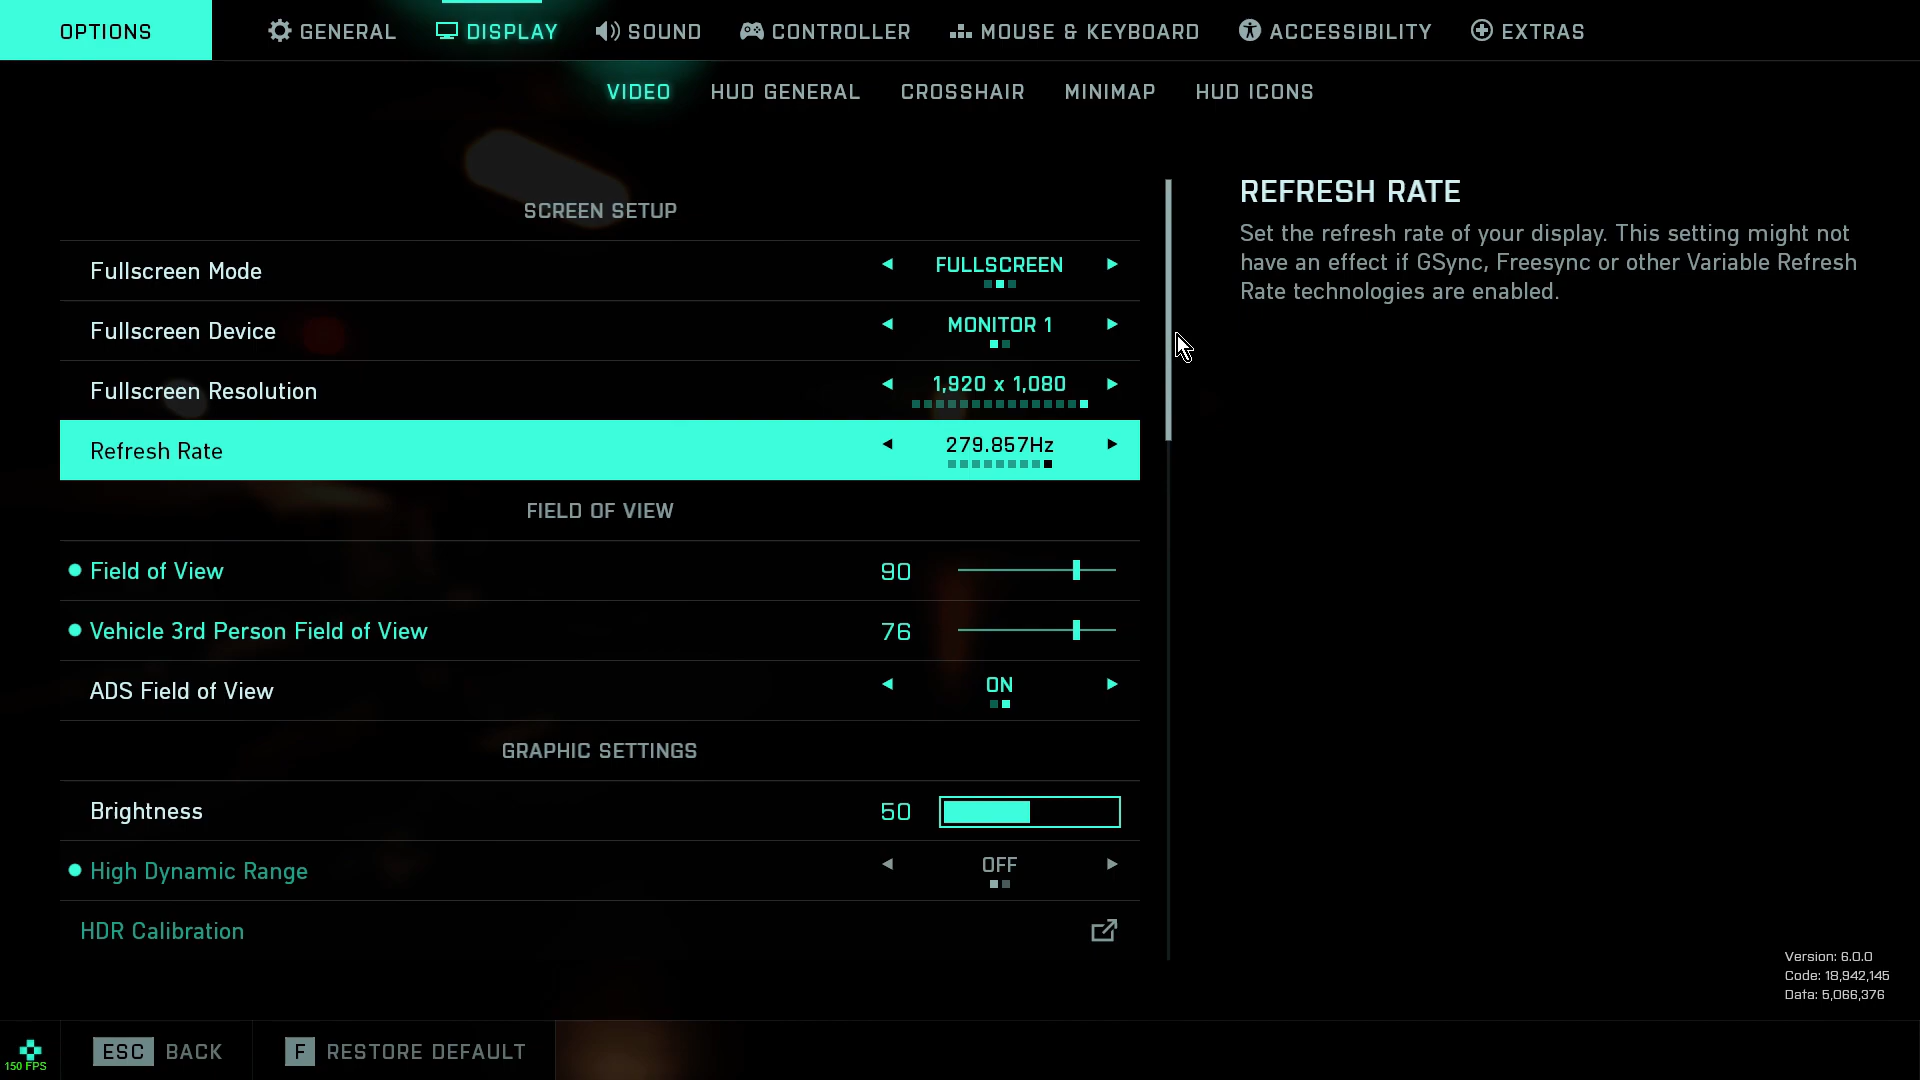 OPTIONS
GENERAL
DISPLAY
SOUND
CONTROLLER
MOUSE & KEYBOARD
ACCESSIBILITY
EXTRAS
VIDEO
HUD GENERAL
CROSSHAIR
MINIMAP
HUD ICONS
SCREEN SETUP
Fullscreen Mode
FULLSCREEN
Fullscreen Device
MONITOR 1
Fullscreen Resolution
1,920 x 1,080
Refresh Rate
279.857Hz
FIELD OF VIEW
Field of View
90
Vehicle 3rd Person Field of View
76
ADS Field of View
ON
GRAPHIC SETTINGS
Brightness
50
High Dynamic Range
OFF
HDR Calibration
REFRESH RATE
Set the refresh rate of your display. This setting might not
have an effect if GSync, Freesync or other Variable Refresh
Rate technologies are enabled.
Version: 6.0.0
Code: 18,942,145
Data: 5,066,376
150 FPS
ESC BACK
F RESTORE DEFAULT